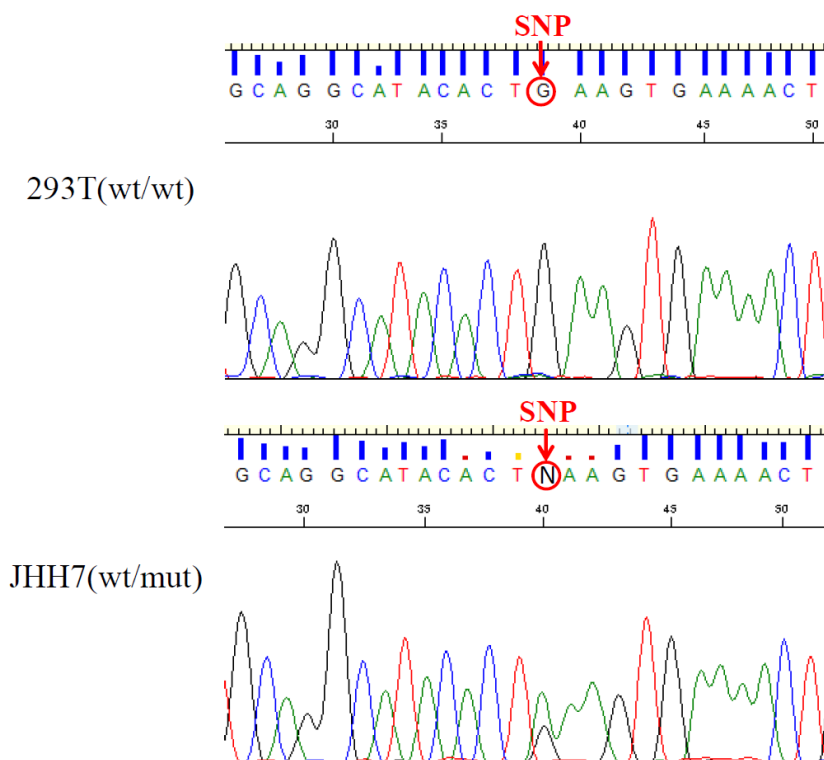 SNP
G C A G G C A T A C A C T G A A G T G A A A A C T
30 35 40 45 50
293T(wt/wt)
SNP
G C A G G C A T A C A C T N A A G T G A A A A C T
30 35 40 45 50
JHH7(wt/mut)